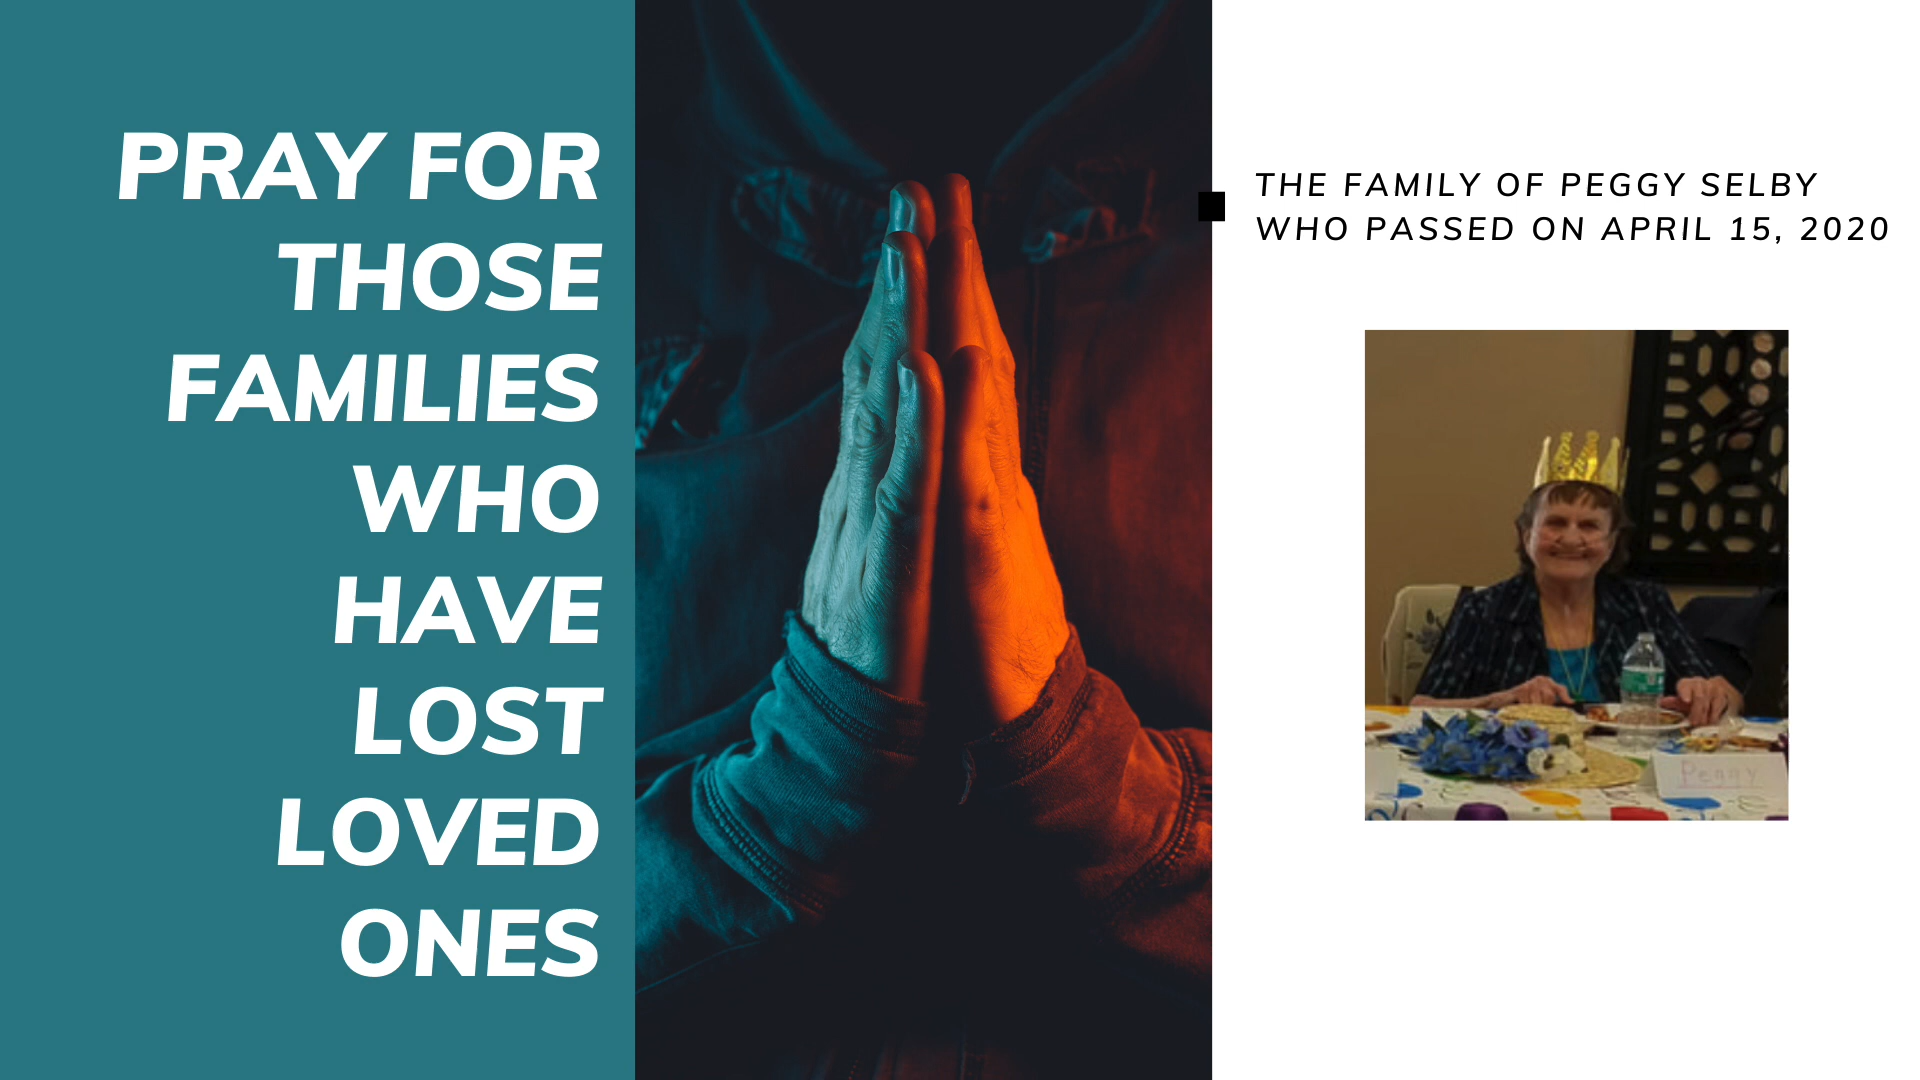 PRAY FOR
THOSE
FAMILIES
WHO
HAVE
LOST
LOVED
ONES
THE FAMILY OF PEGGY SELBY
WHO PASSED ON APRIL 15, 2020